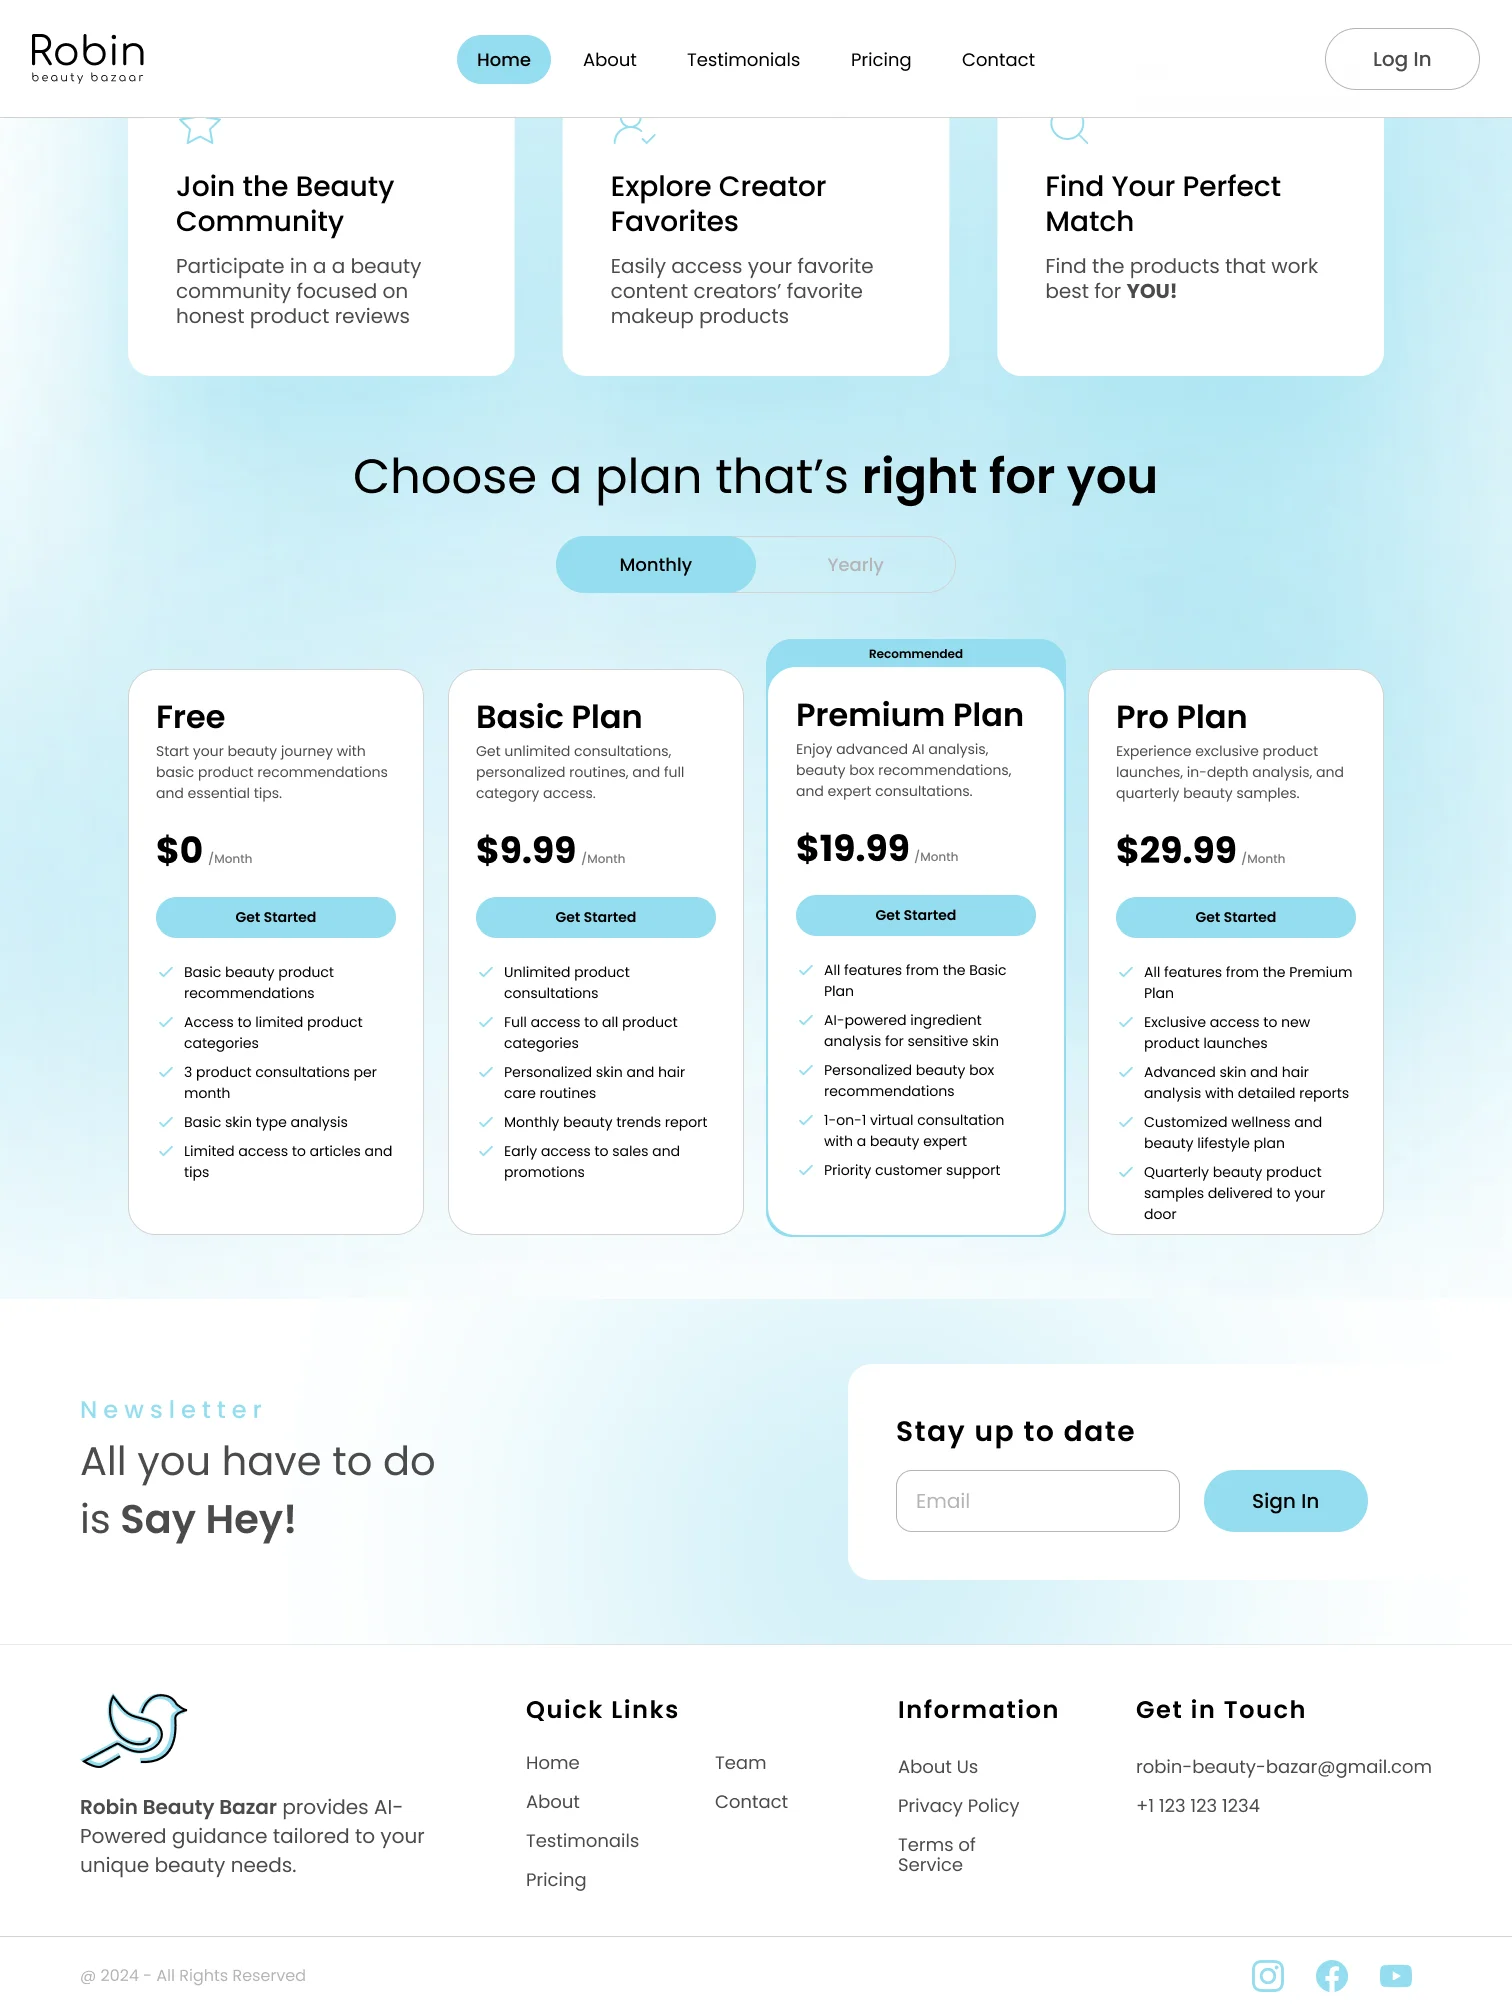 Robin
beauty bazaar
Home
About
Testimonials
Pricing
Contact
Log In
Join the Beauty
Community
Participate in a a beauty
community focused on
honest product reviews
Explore Creator
Favorites
Easily access your favorite
content creators’ favorite
makeup products
Find Your Perfect
Match
Find the products that work
best for YOU!
Choose a plan that’s right for you
Monthly
Yearly
Free
Start your beauty journey with
basic product recommendations
and essential tips.
$0 /Month
Get Started
Basic beauty product
recommendations
Access to limited product
categories
3 product consultations per
month
Basic skin type analysis
Limited access to articles and
tips
Basic Plan
Get unlimited consultations,
personalized routines, and full
category access.
$9.99 /Month
Get Started
Unlimited product
consultations
Full access to all product
categories
Personalized skin and hair
care routines
Monthly beauty trends report
Early access to sales and
promotions
Recommended
Premium Plan
Enjoy advanced AI analysis,
beauty box recommendations,
and expert consultations.
$19.99 /Month
Get Started
All features from the Basic
Plan
AI-powered ingredient
analysis for sensitive skin
Personalized beauty box
recommendations
1-on-1 virtual consultation
with a beauty expert
Priority customer support
Pro Plan
Experience exclusive product
launches, in-depth analysis, and
quarterly beauty samples.
$29.99 /Month
Get Started
All features from the Premium
Plan
Exclusive access to new
product launches
Advanced skin and hair
analysis with detailed reports
Customized wellness and
beauty lifestyle plan
Quarterly beauty product
samples delivered to your
door
Newsletter
All you have to do
is Say Hey!
Stay up to date
Email
Sign In
Robin Beauty Bazar provides AI-
Powered guidance tailored to your
unique beauty needs.
Quick Links
Home
About
Testimonails
Pricing
Team
Contact
Information
About Us
Privacy Policy
Terms of
Service
Get in Touch
robin-beauty-bazar@gmail.com
+1 123 123 1234
@ 2024 - All Rights Reserved